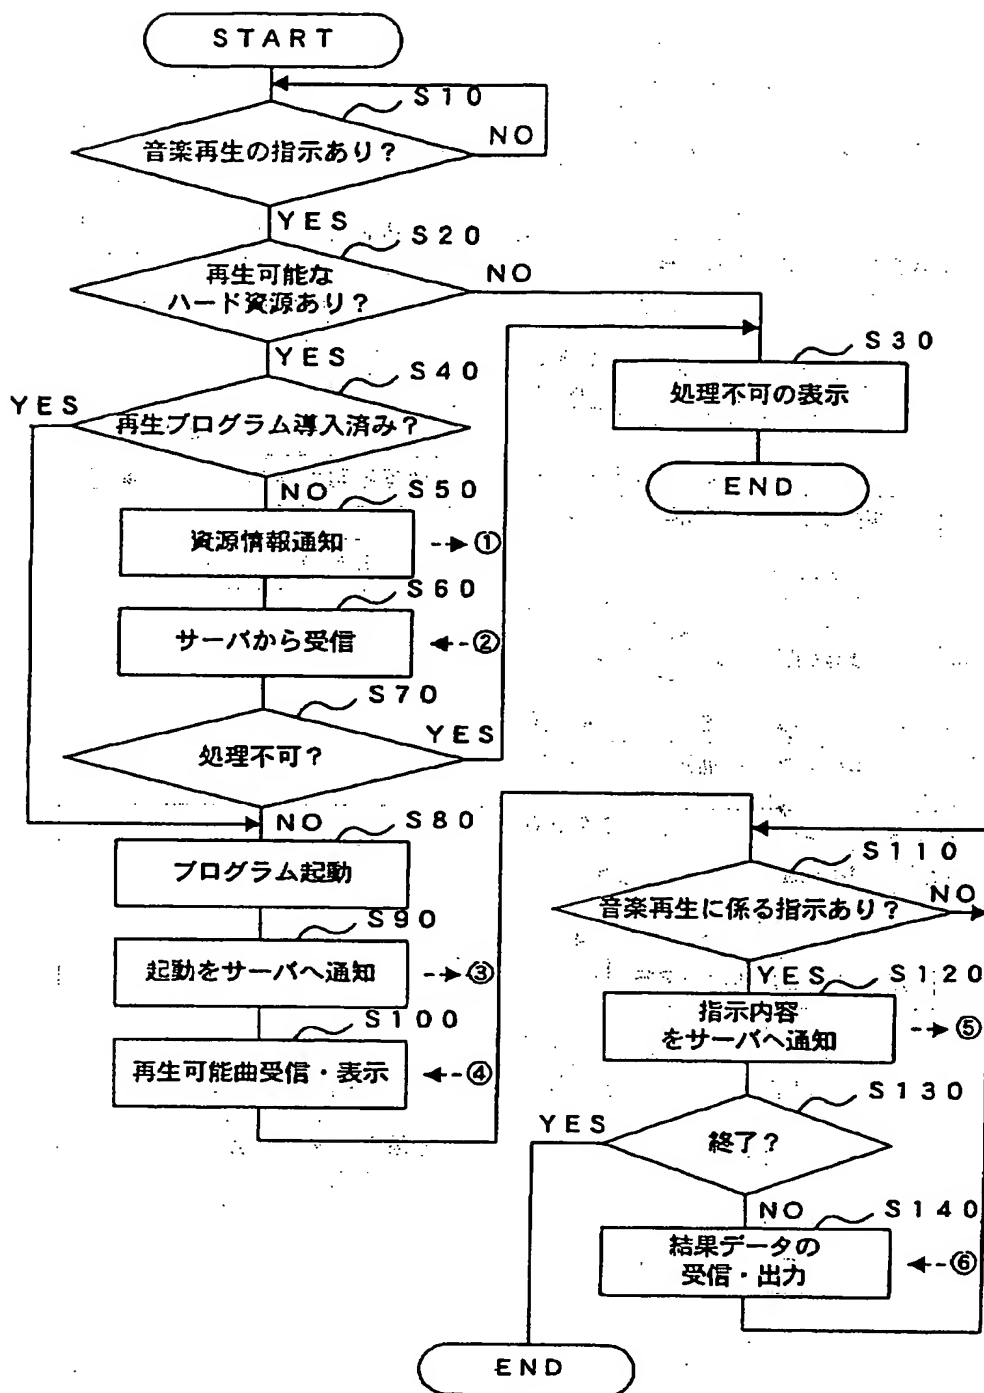 START
S10
音楽再生の指示あり？
NO
YES
S20
再生可能な
ハード資源あり？
NO
YES
S30
処理不可の表示
END
S40
YES
再生プログラム導入済み？
NO
S50
資源情報通知
①
S60
サーバから受信
②
S70
処理不可？
YES
NO
S80
プログラム起動
S90
起動をサーバへ通知
③
S100
再生可能曲受信・表示
④
S110
音楽再生に係る指示あり？
NO
YES
S120
指示内容
をサーバへ通知
⑤
S130
YES
終了？
NO
S140
結果データの
受信・出力
⑥
END